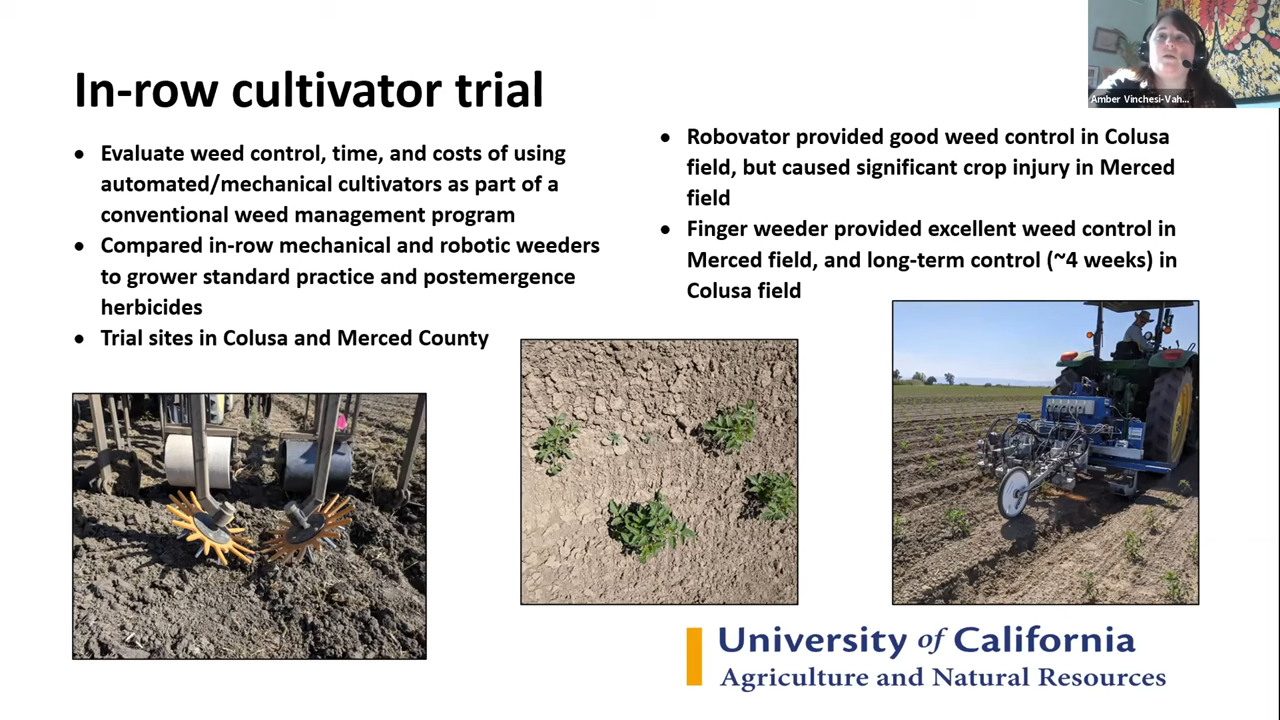 Amber Vinchesi-Vah...
In-row cultivator trial
• Evaluate weed control, time, and costs of using
automated/mechanical cultivators as part of a
conventional weed management program
• Compared in-row mechanical and robotic weeders
to grower standard practice and postemergence
herbicides
• Trial sites in Colusa and Merced County
• Robovator provided good weed control in Colusa
field, but caused significant crop injury in Merced
field
• Finger weeder provided excellent weed control in
Merced field, and long-term control (~4 weeks) in
Colusa field
University of California
Agriculture and Natural Resources